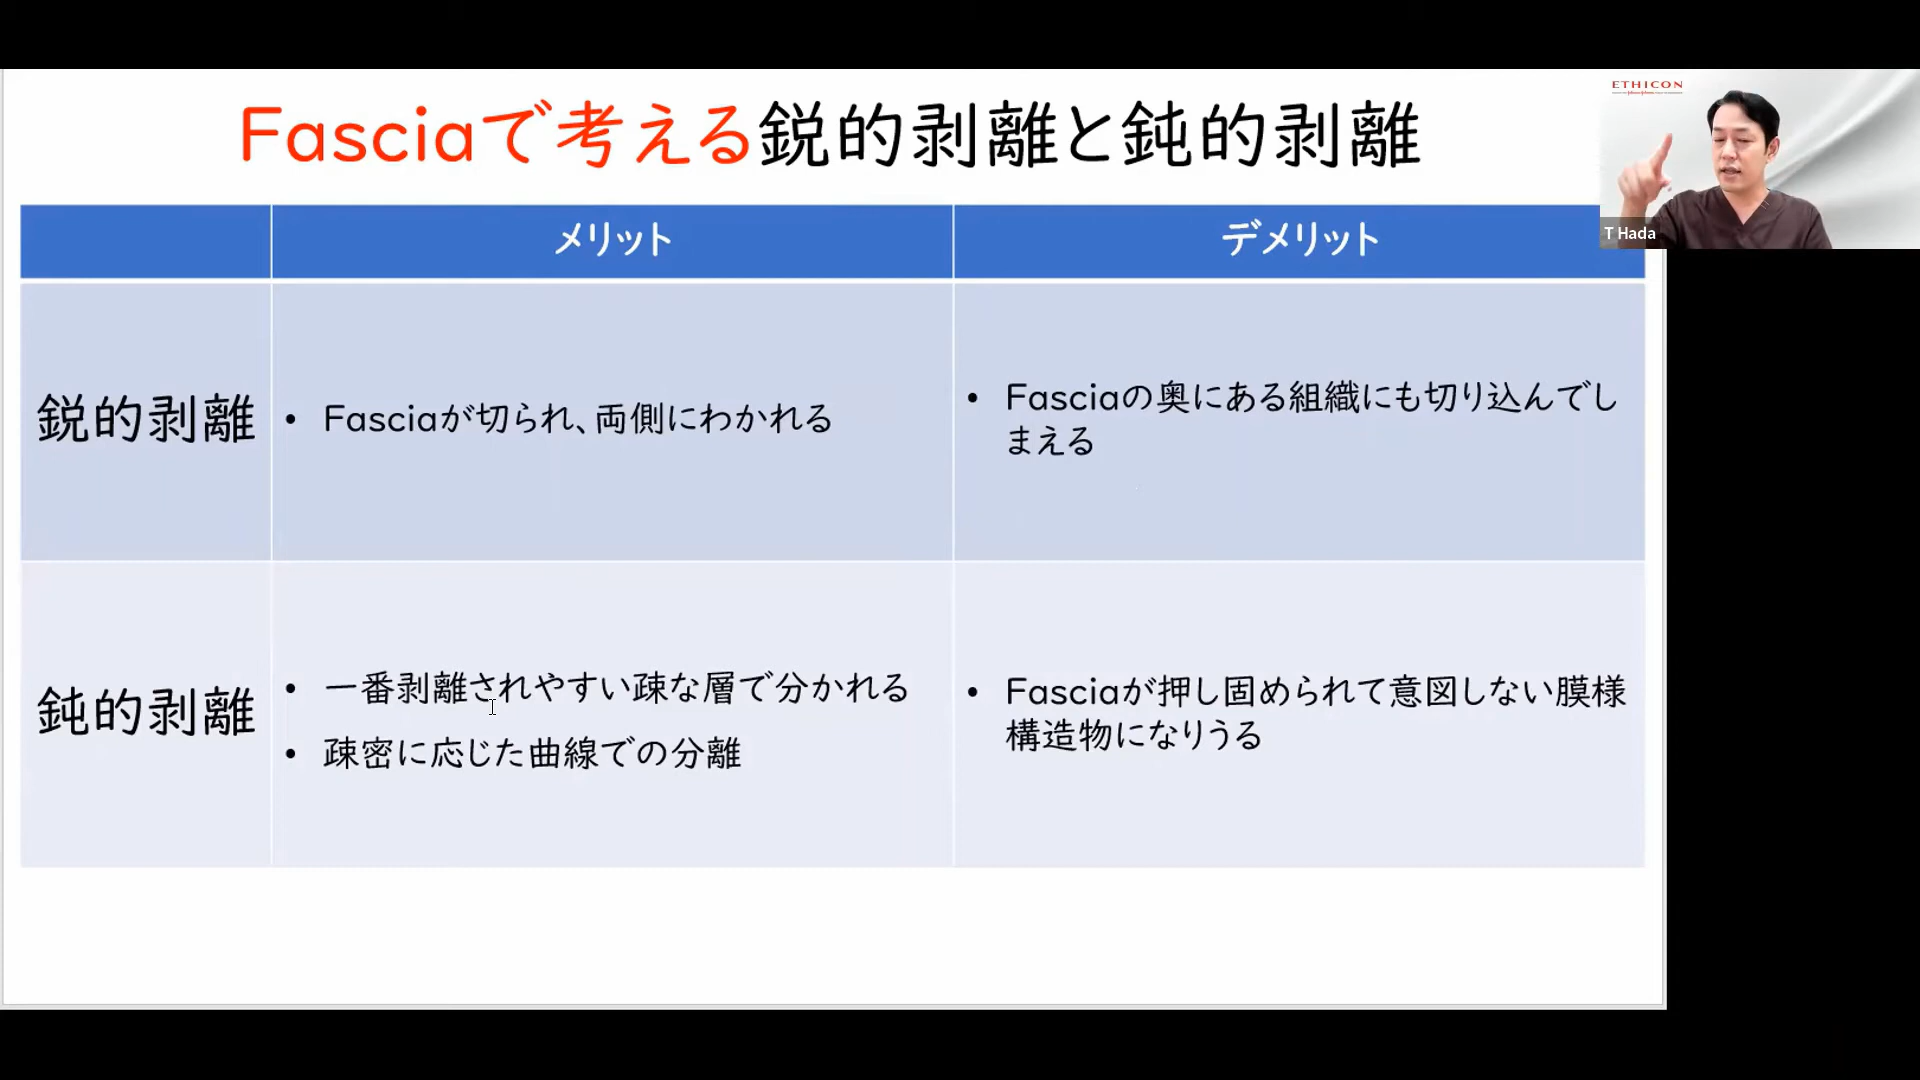 Fasciaで考える鋭的剥離と鈍的剥離
ETHICON
T Hada
メリット
デメリット
鋭的剥離
• Fasciaが切られ、両側にわかれる
• Fasciaの奥にある組織にも切り込んでし
まえる
鈍的剥離
• 一番剥離されやすい疎な層で分かれる
• 疎密に応じた曲線での分離
• Fasciaが押し固められて意図しない膜様
構造物になりうる